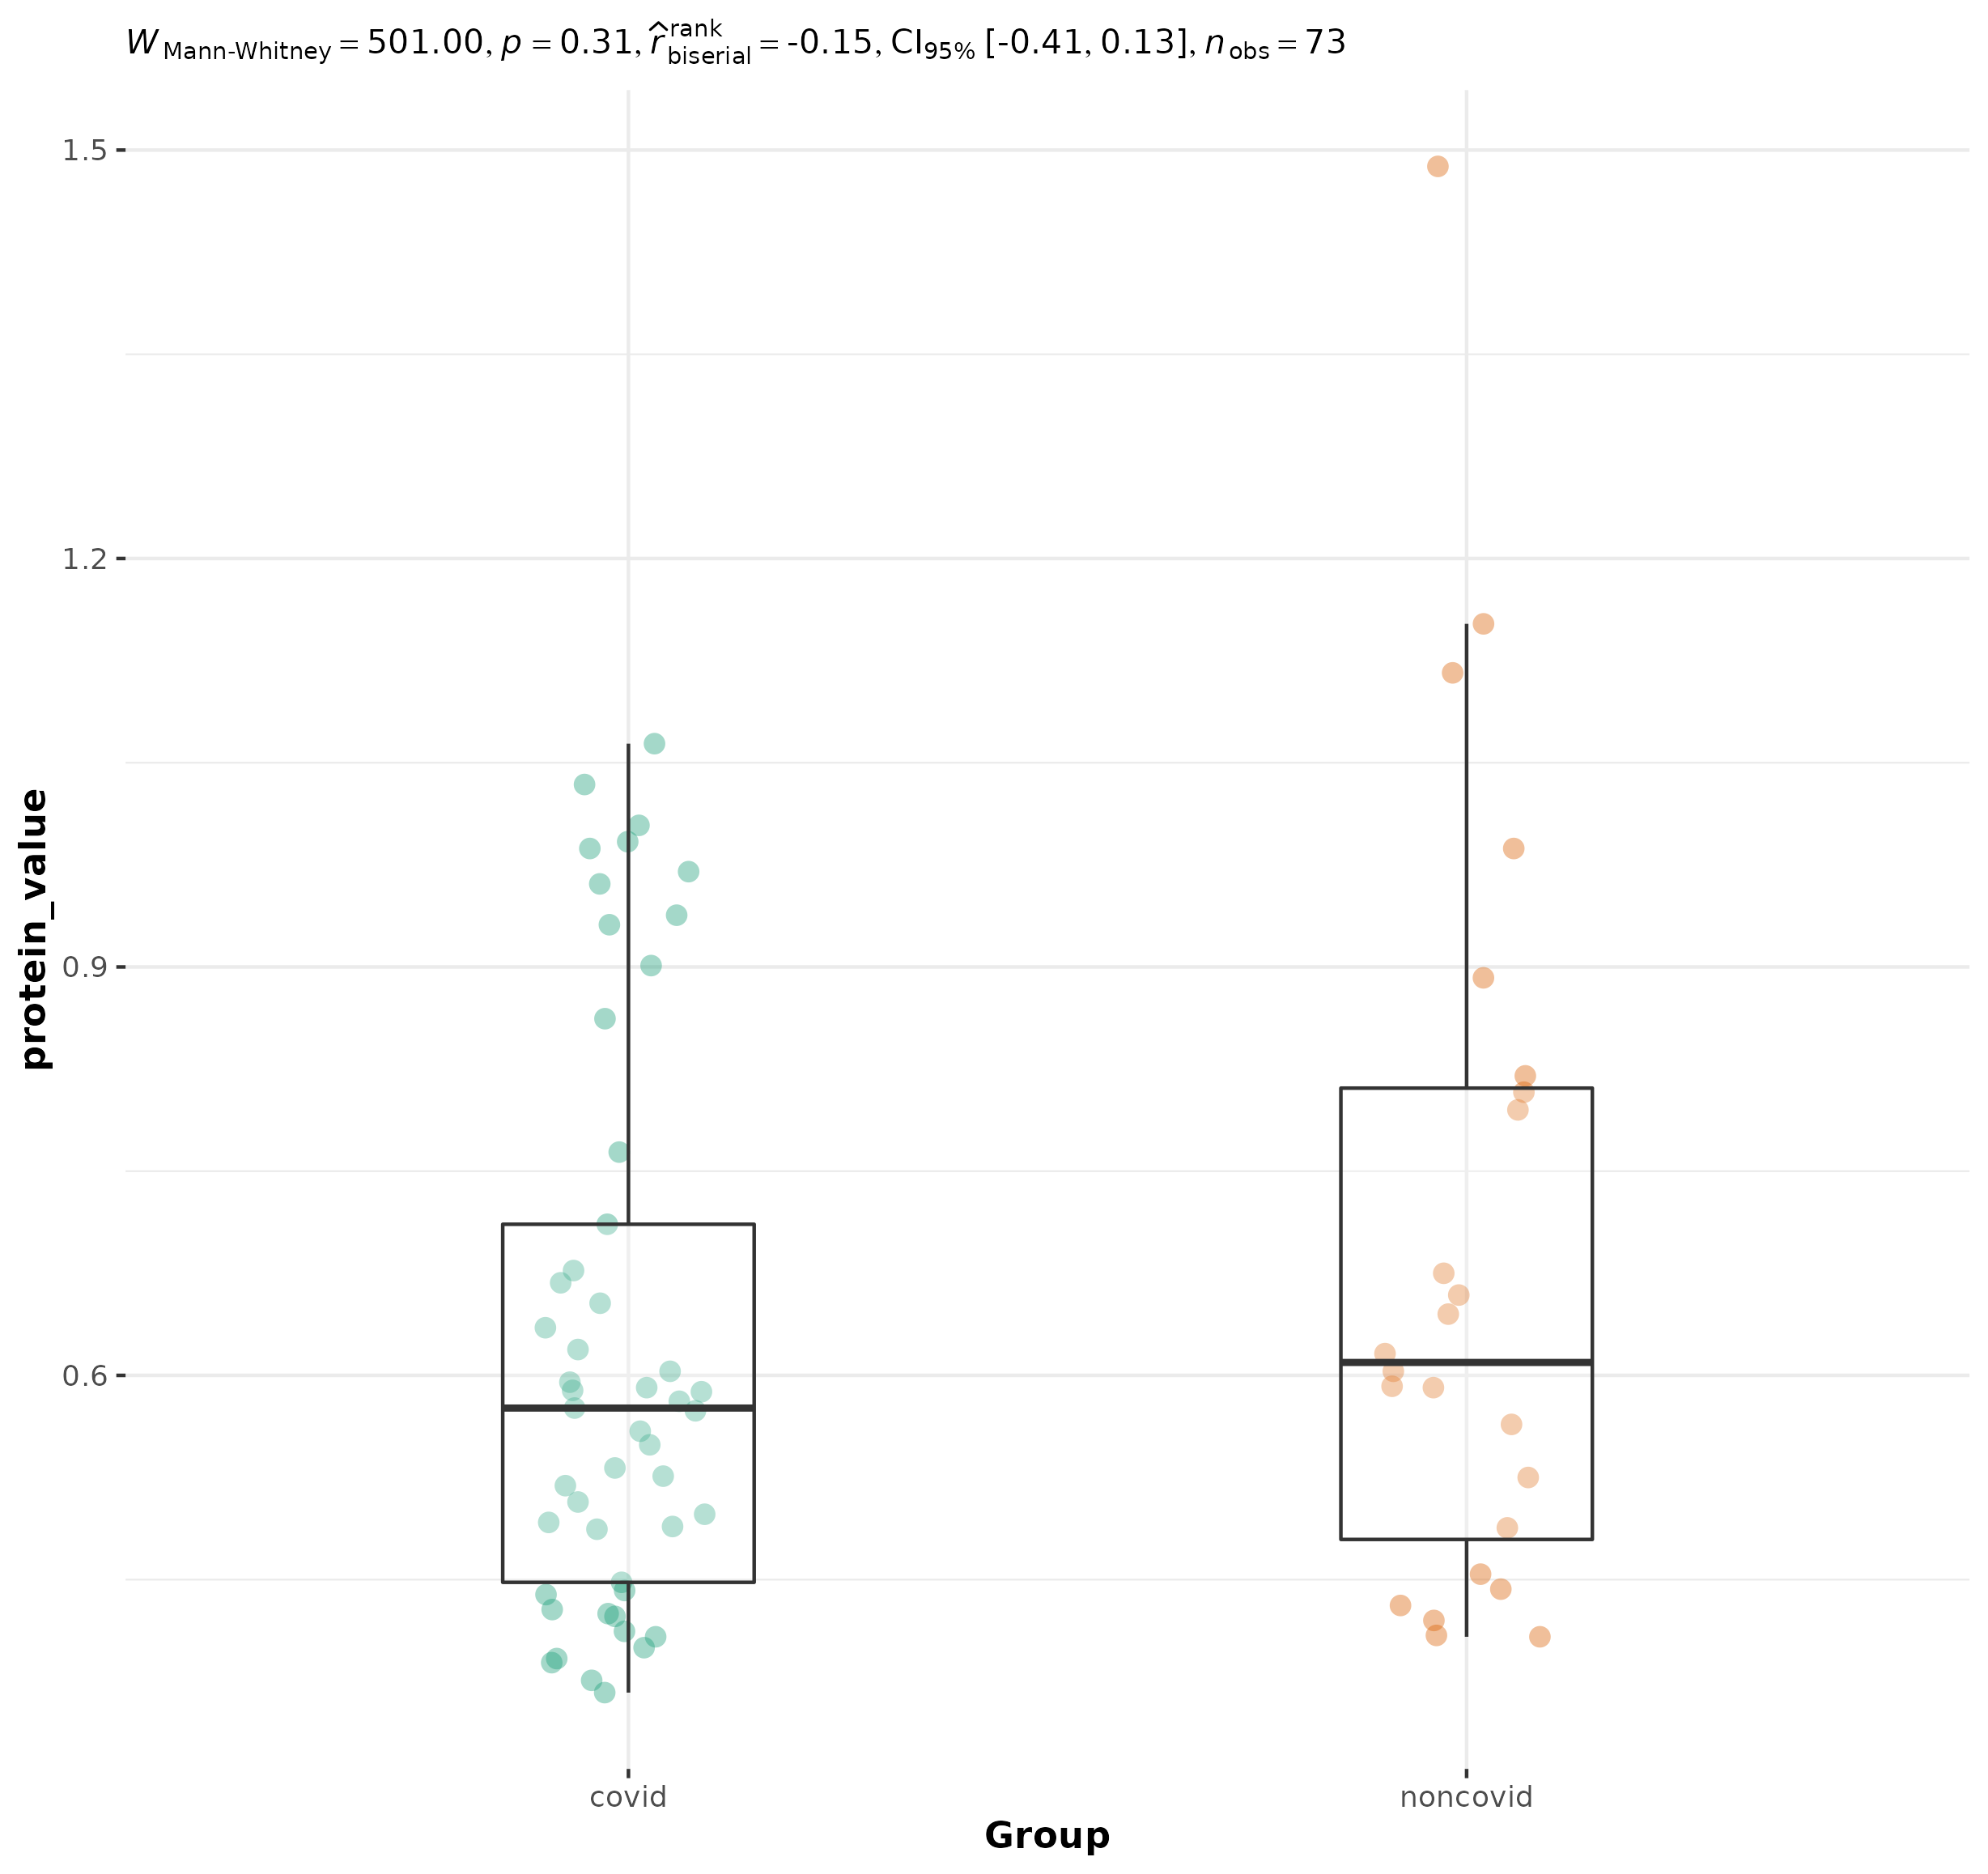 W Mann-Whitney = 501.00, p = 0.31, r̂ rank biserial = -0.15, CI95% [-0.41, 0.13], n obs = 73
1.5
1.2
0.9
0.6
protein_value
covid noncovid
Group